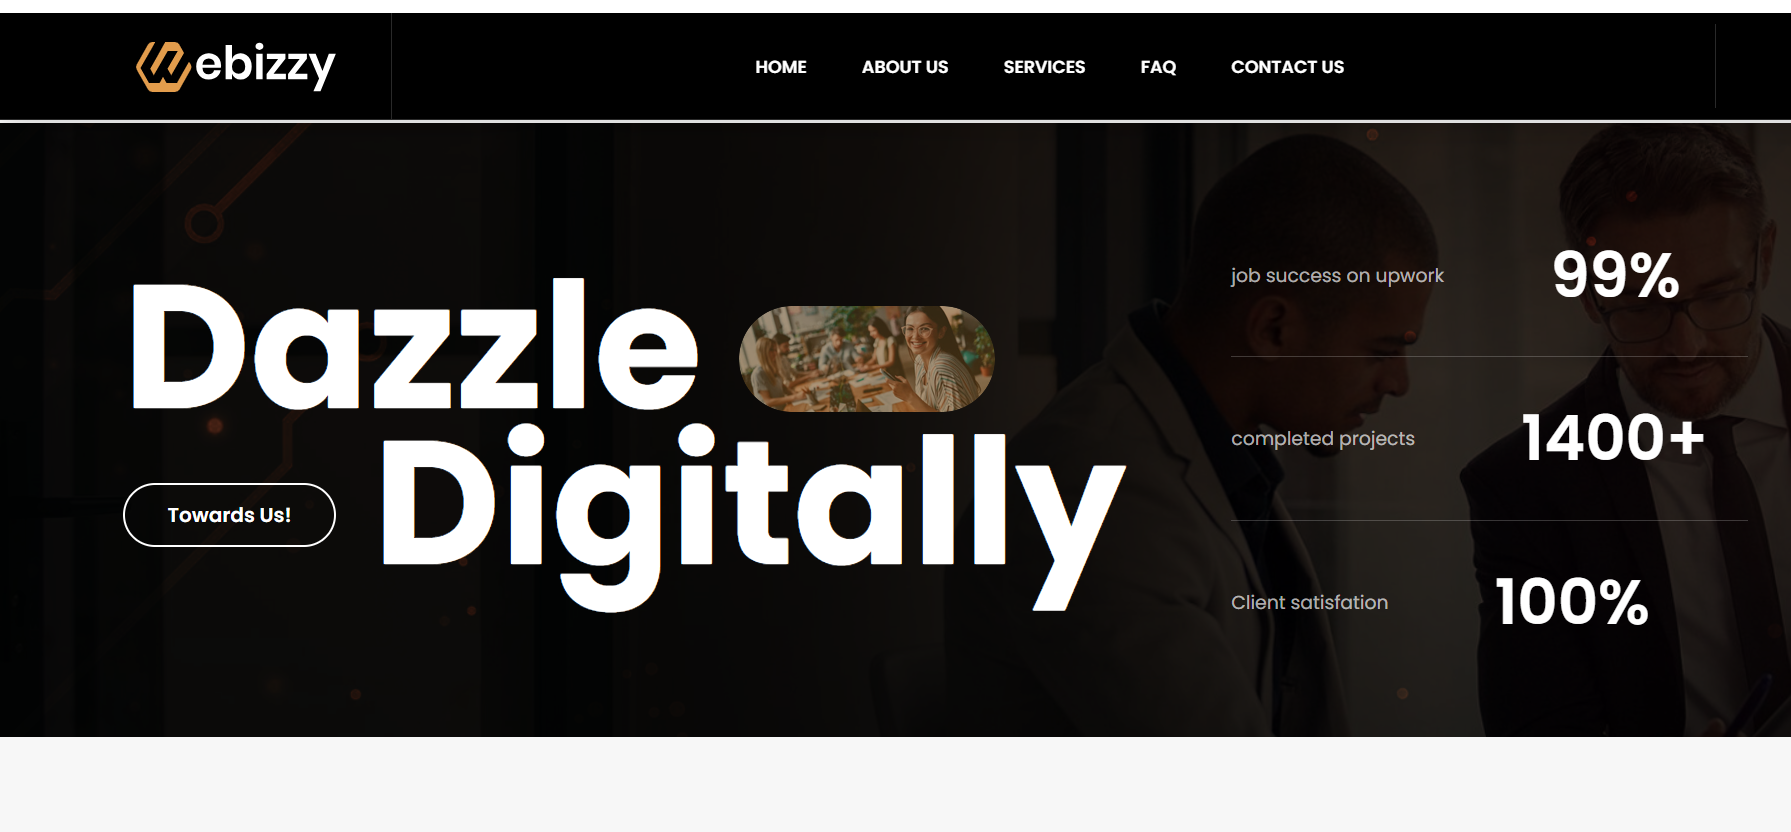 ebizzy
HOME ABOUT US SERVICES FAQ CONTACT US
Dazzle
Digitally
Towards Us!
job success on upwork 99%
completed projects 1400+
Client satisfation 100%